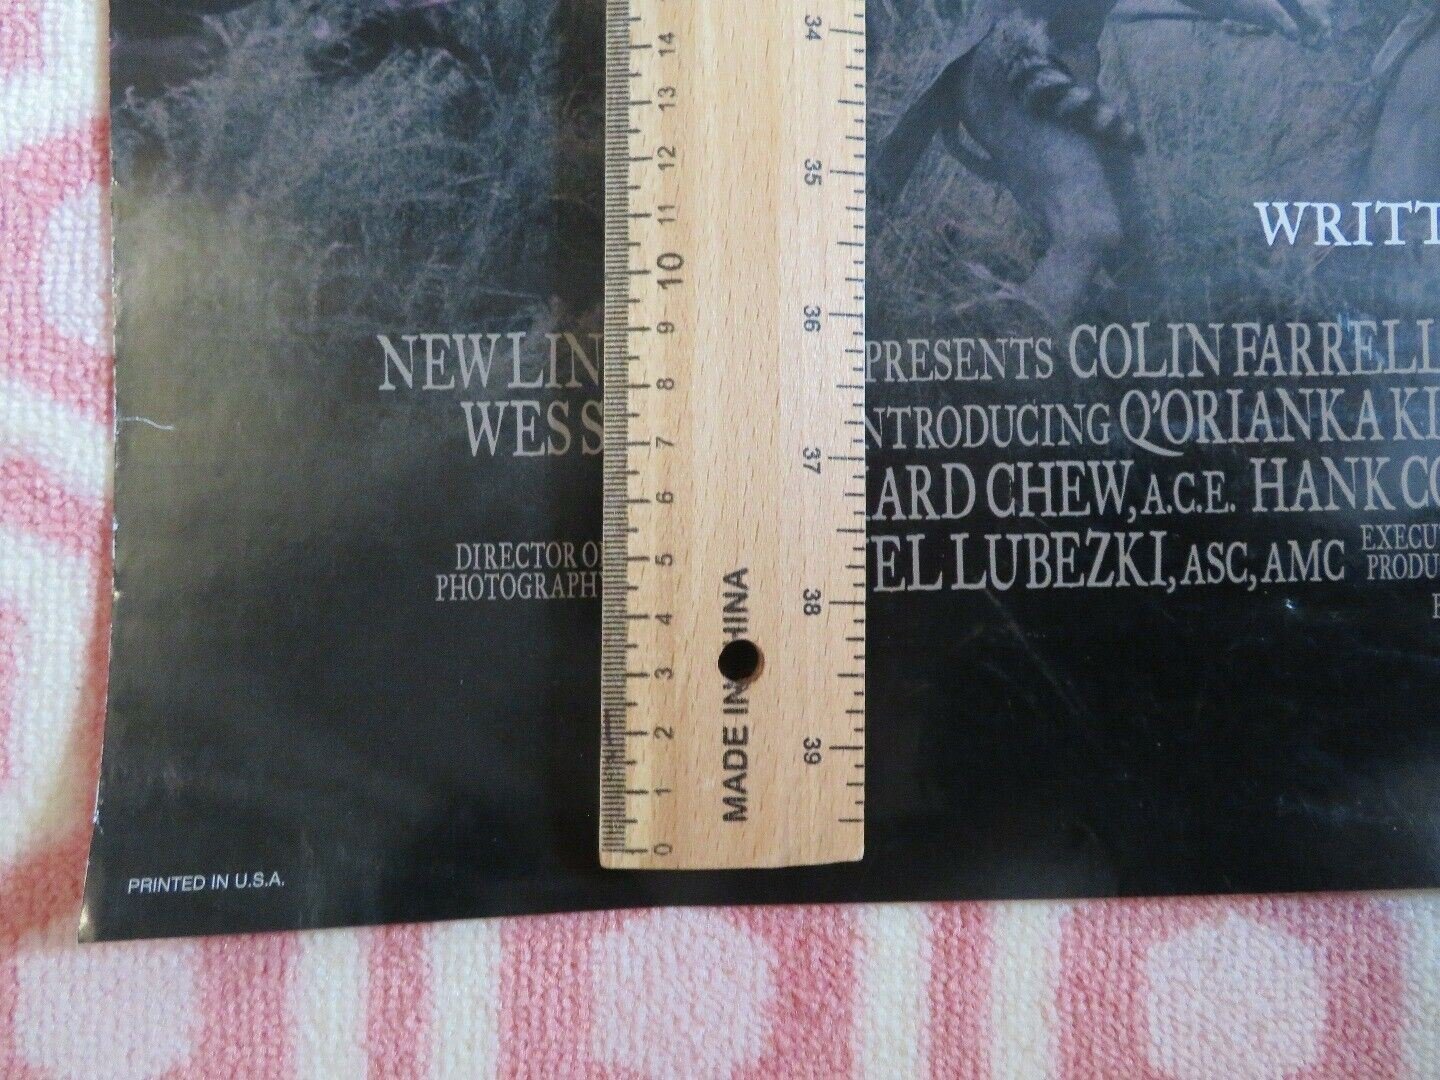 WRITT
NEW LIN PRESENTS COLIN FARRELL
WES S NTRODUCING Q'ORIANKA KI
ARD CHEW, A.C.E. HANK CO
DIRECTOR O EL LUBEZKI, ASC, AMC EXECU
PHOTOGRAPH PRODU
PRINTED IN U.S.A.
14
13
12
11
10
9
8
7
6
5
4
3
2
1
0
MADE IN CHINA
34
35
36
37
38
39